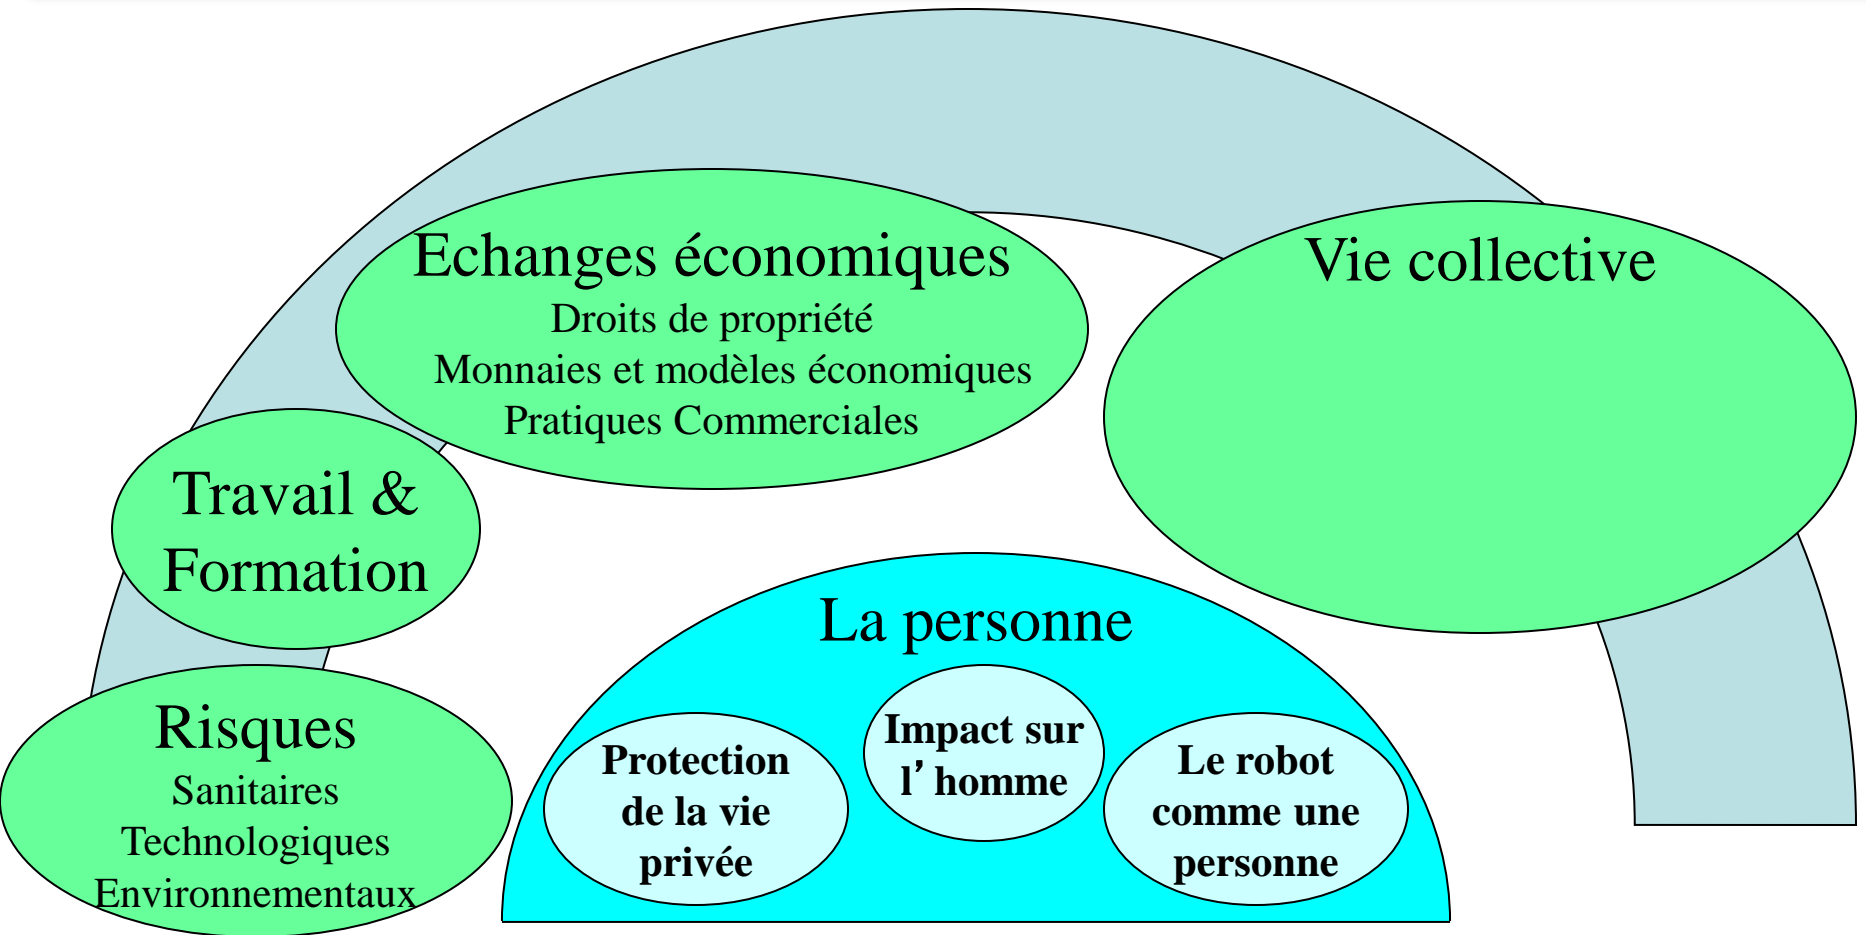 Echanges économiques
Droits de propriété
Monnaies et modèles économiques
Pratiques Commerciales
Vie collective
Travail &
Formation
La personne
Risques
Sanitaires
Technologiques
Environnementaux
Protection
de la vie
privée
Impact sur
l’ homme
Le robot
comme une
personne